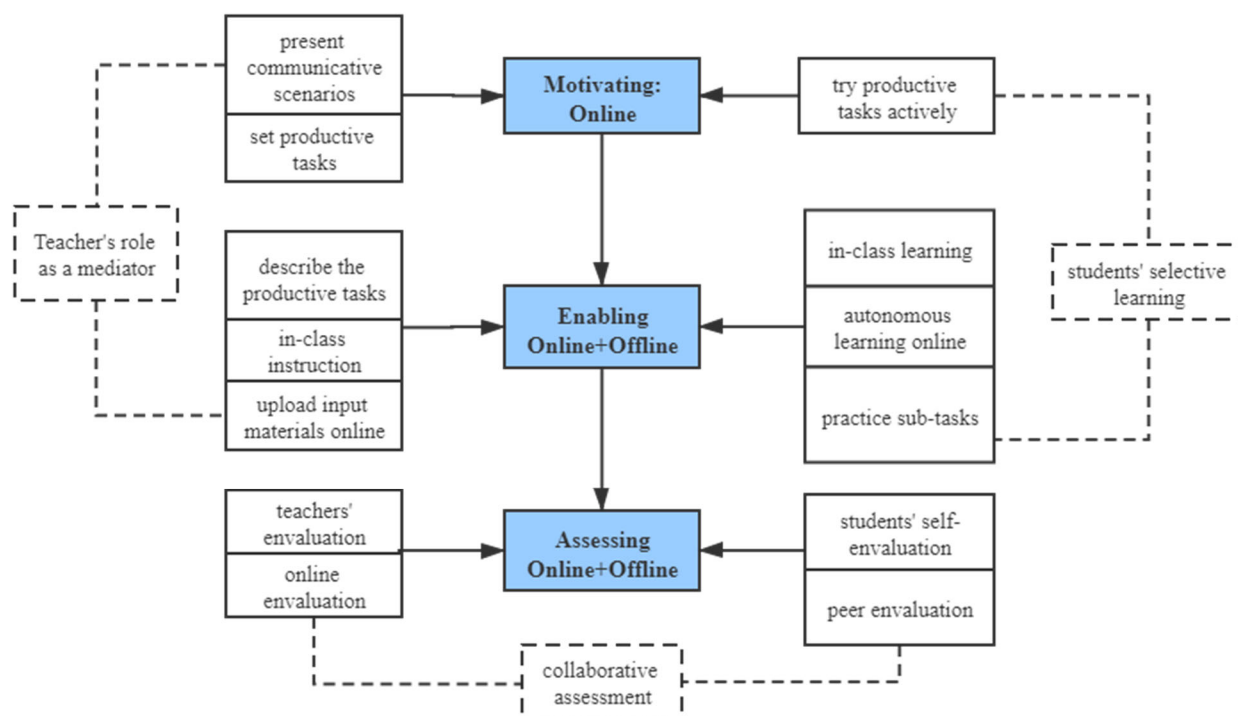 present
communicative
scenarios
set productive
tasks
Motivating:
Online
try productive
tasks actively
Teacher's role
as a mediator
describe the
productive tasks
in-class
instruction
upload input
materials online
Enabling
Online+Offline
in-class learning
autonomous
learning online
practice sub-tasks
students' selective
learning
teachers'
envaluation
online
envaluation
Assessing
Online+Offline
students' self-
envaluation
peer envaluation
collaborative
assessment